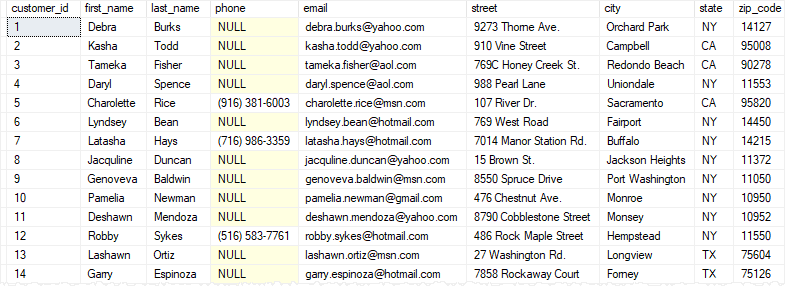 customer_id first_name last_name phone email street city state zip_code
1 Debra Burks NULL debra.burks@yahoo.com 9273 Thome Ave. Orchard Park NY 14127
2 Kasha Todd NULL kasha.todd@yahoo.com 910 Vine Street Campbell CA 95008
3 Tameka Fisher NULL tameka.fisher@aol.com 769C Honey Creek St. Redondo Beach CA 90278
4 Daryl Spence NULL daryl.spence@aol.com 988 Pearl Lane Uniondale NY 11553
5 Charolette Rice (916) 381-6003 charolette.rice@msn.com 107 River Dr. Sacramento CA 95820
6 Lyndsey Bean NULL lyndsey.bean@hotmail.com 769 West Road Fairport NY 14450
7 Latasha Hays (716) 986-3359 latasha.hays@hotmail.com 7014 Manor Station Rd. Buffalo NY 14215
8 Jacquline Duncan NULL jacquline.duncan@yahoo.com 15 Brown St. Jackson Heights NY 11372
9 Genoveva Baldwin NULL genoveva.baldwin@msn.com 8550 Spruce Drive Port Washington NY 11050
10 Pamelia Newman NULL pamelia.newman@gmail.com 476 Chestnut Ave. Monroe NY 10950
11 Deshawn Mendoza NULL deshawn.mendoza@yahoo.com 8790 Cobblestone Street Monsey NY 10952
12 Robby Sykes (516) 583-7761 robby.sykes@hotmail.com 486 Rock Maple Street Hempstead NY 11550
13 Lashawn Ortiz NULL lashawn.ortiz@msn.com 27 Washington Rd. Longview TX 75604
14 Garry Espinoza NULL garry.espinoza@hotmail.com 7858 Rockaway Court Forney TX 75126